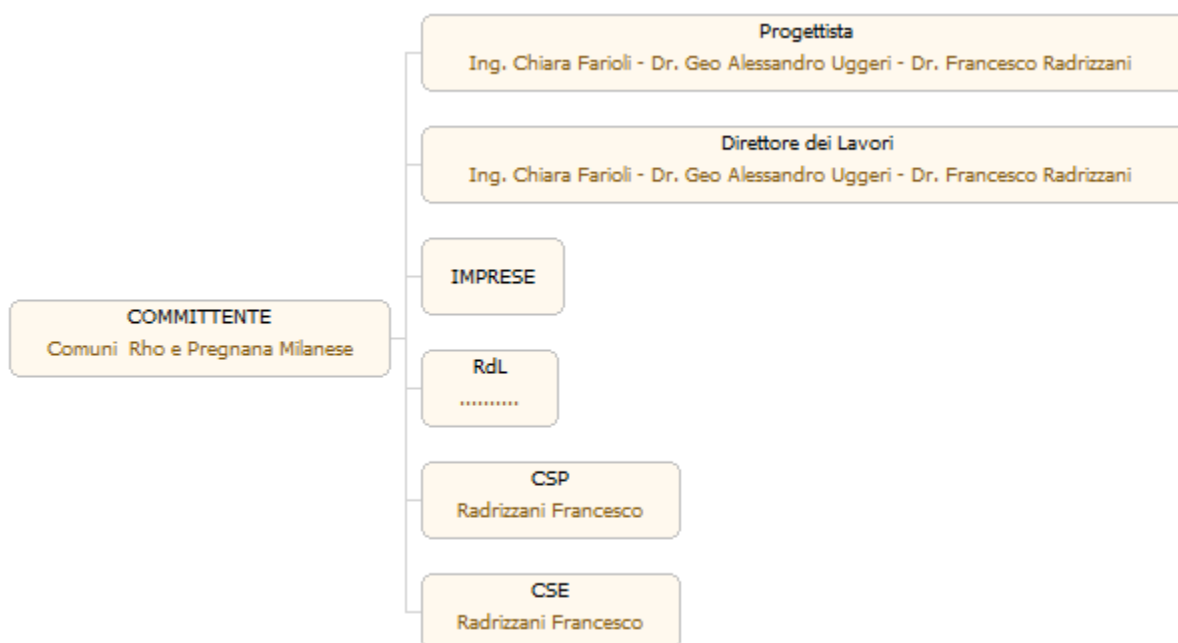 Progettista
Ing. Chiara Farioli - Dr. Geo Alessandro Uggeri - Dr. Francesco Radrizzani
Direttore dei Lavori
Ing. Chiara Farioli - Dr. Geo Alessandro Uggeri - Dr. Francesco Radrizzani
IMPRESE
COMMITTENTE
Comuni Rho e Pregnana Milanese
RdL
..........
CSP
Radrizzani Francesco
CSE
Radrizzani Francesco